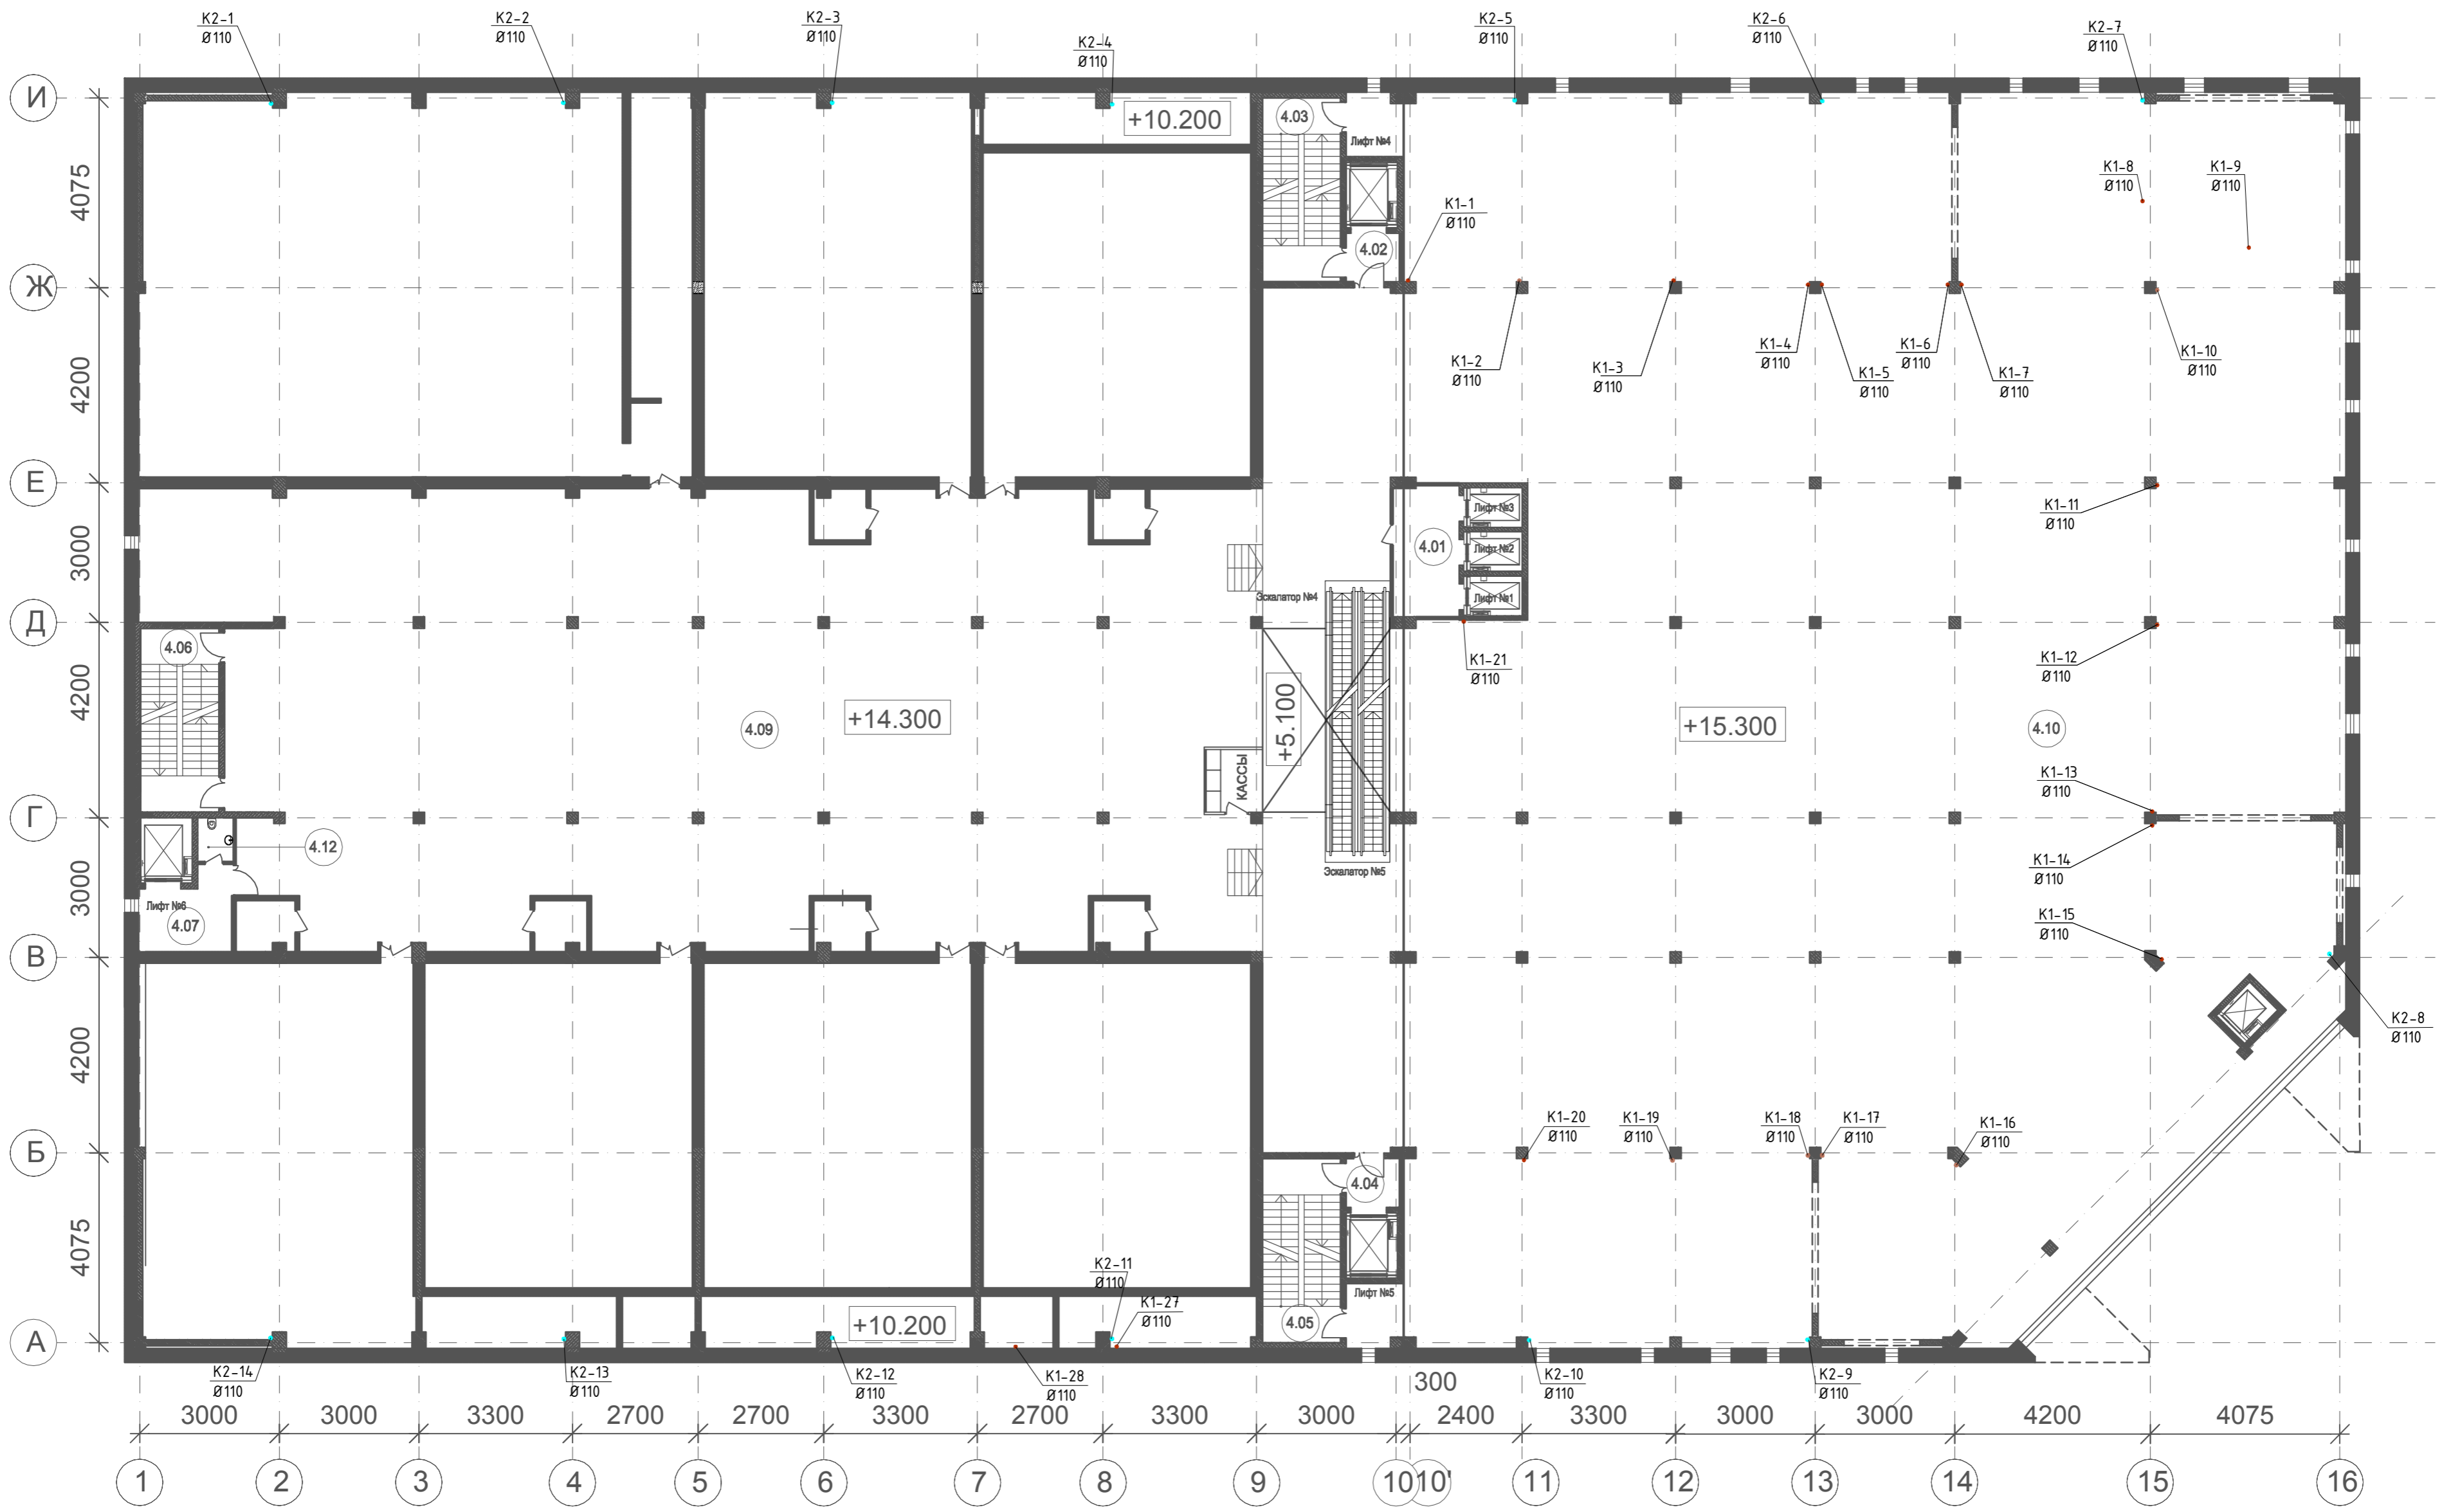 К2-1
Ø110
К2-2
Ø110
К2-3
Ø110
К2-4
Ø110
К2-5
Ø110
К2-6
Ø110
К2-7
Ø110
И
+10.200
4.03
Лифт №4
4075
К1-8
Ø110
К1-9
Ø110
К1-1
Ø110
4.02
Ж
К1-2
Ø110
К1-3
Ø110
К1-4
Ø110
К1-5
Ø110
К1-6
Ø110
К1-7
Ø110
К1-10
Ø110
4200
Е
Лифт №3
К1-11
Ø110
3000
4.01
Лифт №2
Эскалатор №4
Лифт №1
Д
4.06
К1-21
Ø110
К1-12
Ø110
4200
4.09
+14.300
+5.100
+15.300
4.10
КАССЫ
К1-13
Ø110
Г
4.12
К1-14
Ø110
Эскалатор №5
3000
Лифт №6
4.07
К1-15
Ø110
В
К2-8
Ø110
4200
К1-20
Ø110
К1-19
Ø110
К1-18
Ø110
К1-17
Ø110
К1-16
Ø110
Б
4.04
4075
К2-11
Ø110
К1-27
Ø110
Лифт №5
+10.200
4.05
А
К2-14
Ø110
К2-13
Ø110
К2-12
Ø110
К1-28
Ø110
К2-10
Ø110
К2-9
Ø110
300
3000
3000
3300
2700
2700
3300
2700
3300
3000
2400
3300
3000
3000
4200
4075
1
2
3
4
5
6
7
8
9
10
10'
11
12
13
14
15
16